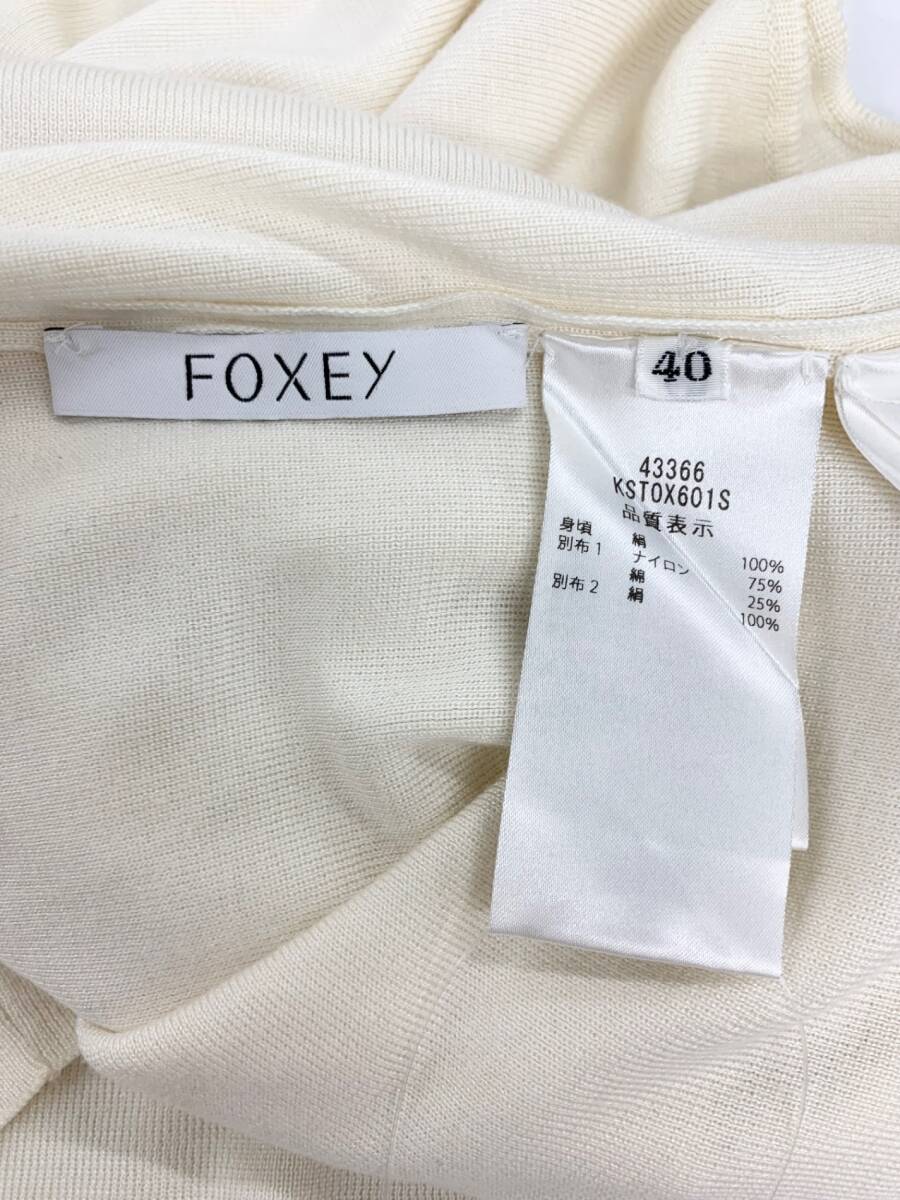 FOXEY
40
43366
KSTOX601S
品質表示
身頃 絹 100%
別布1 ナイロン 75%
綿 25%
別布2 絹 100%